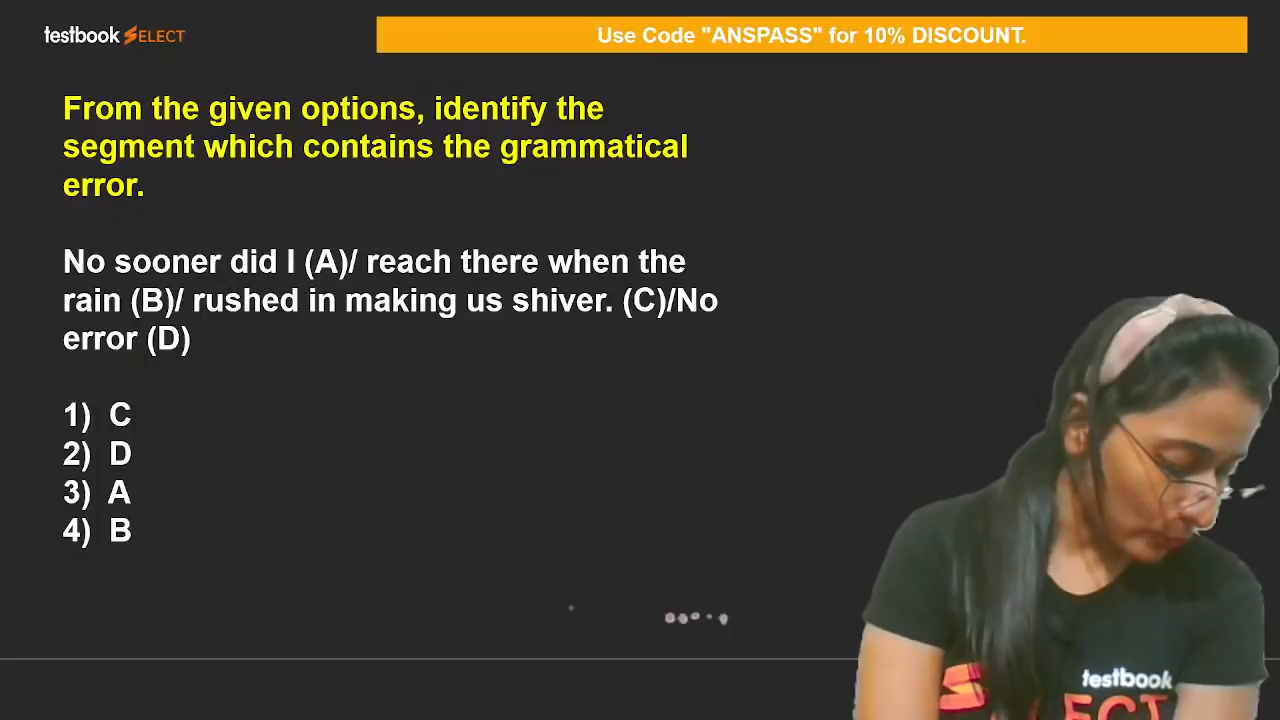 testbook SELECT
Use Code "ANSPASS" for 10% DISCOUNT.
From the given options, identify the
segment which contains the grammatical
error.
No sooner did I (A)/ reach there when the
rain (B)/ rushed in making us shiver. (C)/No
error (D)
1) C
2) D
3) A
4) B
testbook
ECT